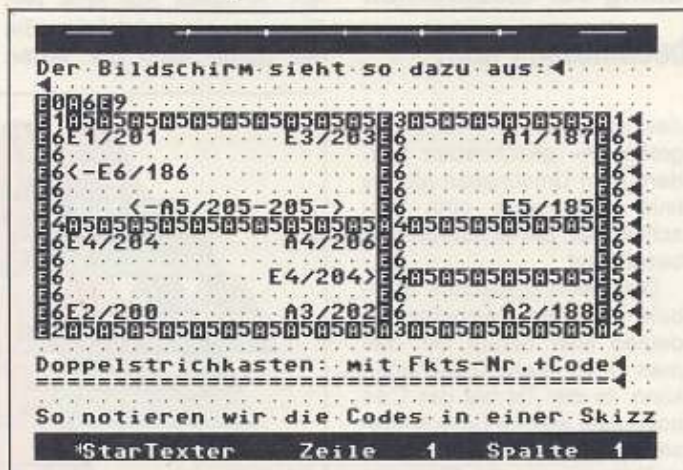 Der Bildschirm sieht so dazu aus:
E0A6E9
E1A5A5A5A5A5A5A5A5A5A5A5A5E3A5A5A5A5A5A5A5A1
E6E1/201 E3/203E6 A1/187E6
E6 E6 E6
E6<-E6/186 E6 E6
E6 E6 E6
E6 <-A5/205-205-> E6 E5/185E6
E4A5A5A5A5A5A5A5A5A5A5A5A5A4A5A5A5A5A5A5A5E6
E6E4/204 A4/206E6 E6
E6 E6 E6
E6 E4/204>E4A5A5A5A5A5A5A5E5
E6 E6 E6
E6E2/200 A3/202E6 A2/188E6
E2A5A5A5A5A5A5A5A5A5A5A5A5A3A5A5A5A5A5A5A5A2
Doppelstrichkasten: mit Fkts-Nr.+Code
=====================================
So notieren wir die Codes in einer Skizz
*StarTexter Zeile 1 Spalte 1